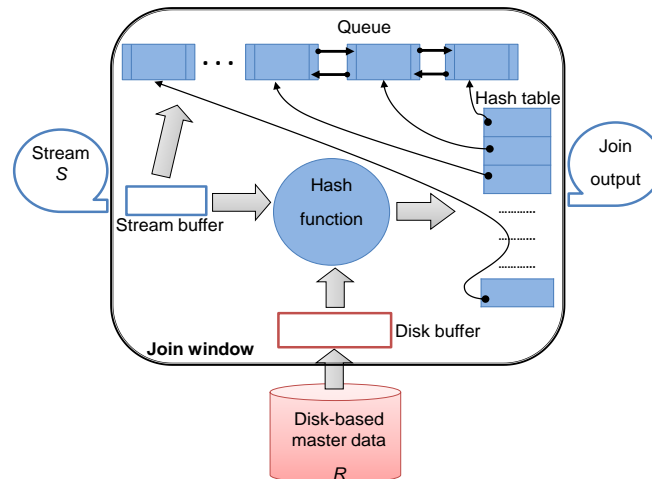 Queue
Hash table
Stream
S
Join
output
Hash
function
Stream buffer
Disk buffer
Join window
Disk-based
master data
R